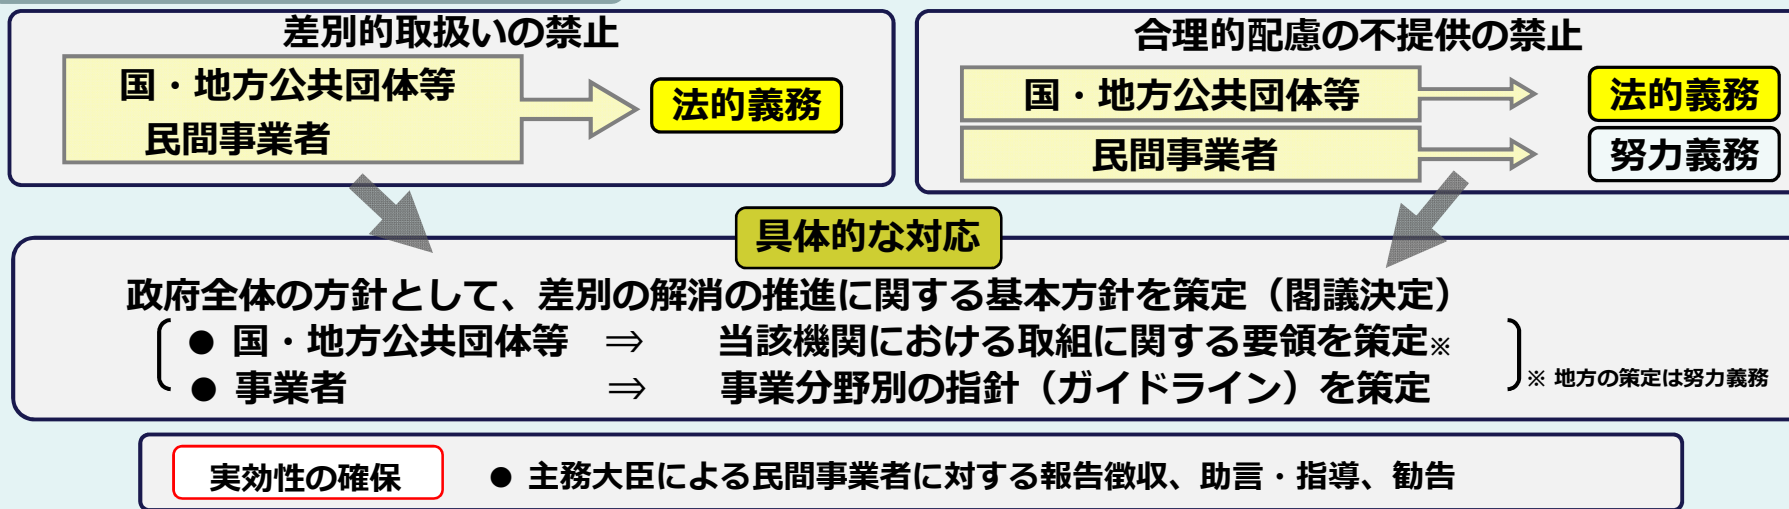 差別的取扱いの禁止
国・地方公共団体等
民間事業者
法的義務
合理的配慮の不提供の禁止
国・地方公共団体等
法的義務
民間事業者
努力義務
具体的な対応
政府全体の方針として、差別の解消の推進に関する基本方針を策定（閣議決定）
● 国・地方公共団体等 ⇒ 当該機関における取組に関する要領を策定※
● 事業者 ⇒ 事業分野別の指針（ガイドライン）を策定
※ 地方の策定は努力義務
実効性の確保
● 主務大臣による民間事業者に対する報告徴収、助言・指導、勧告